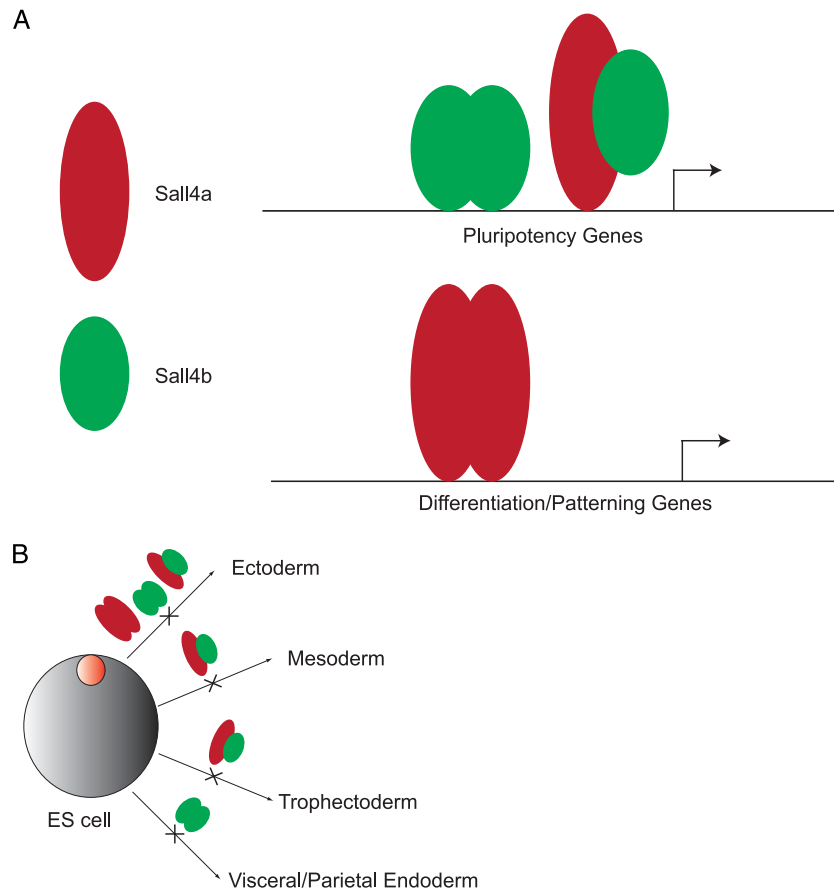 A
Sall4a
Pluripotency Genes
Sall4b
Differentiation/Patterning Genes
B
Ectoderm
Mesoderm
Trophectoderm
ES cell
Visceral/Parietal Endoderm